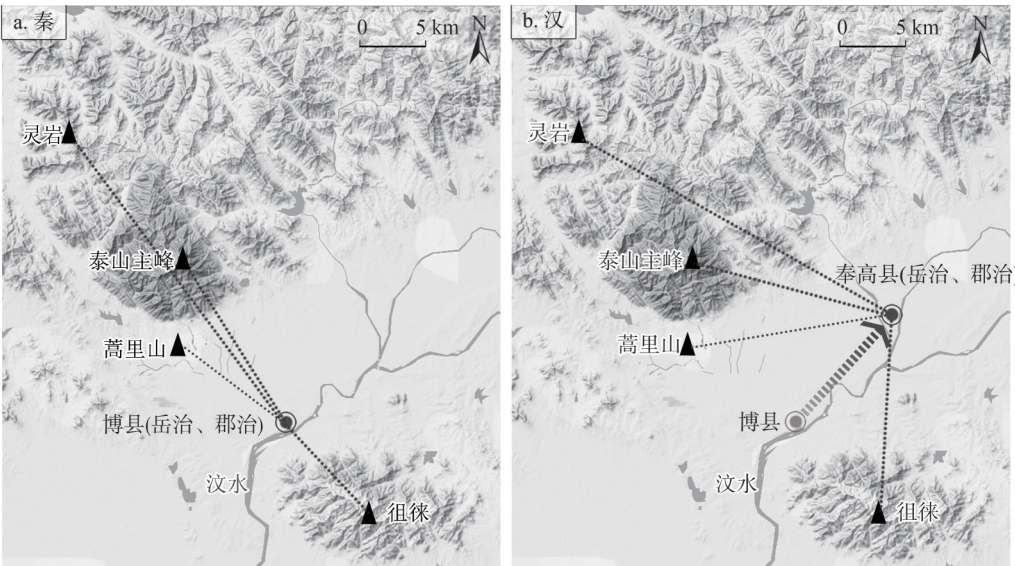 a. 秦
0 5 km
N
灵岩
泰山主峰
蒿里山
博县(岳治、郡治)
汶水
徂徕
b. 汉
0 5 km
N
灵岩
泰山主峰
奉高县(岳治、郡治)
蒿里山
博县
汶水
徂徕